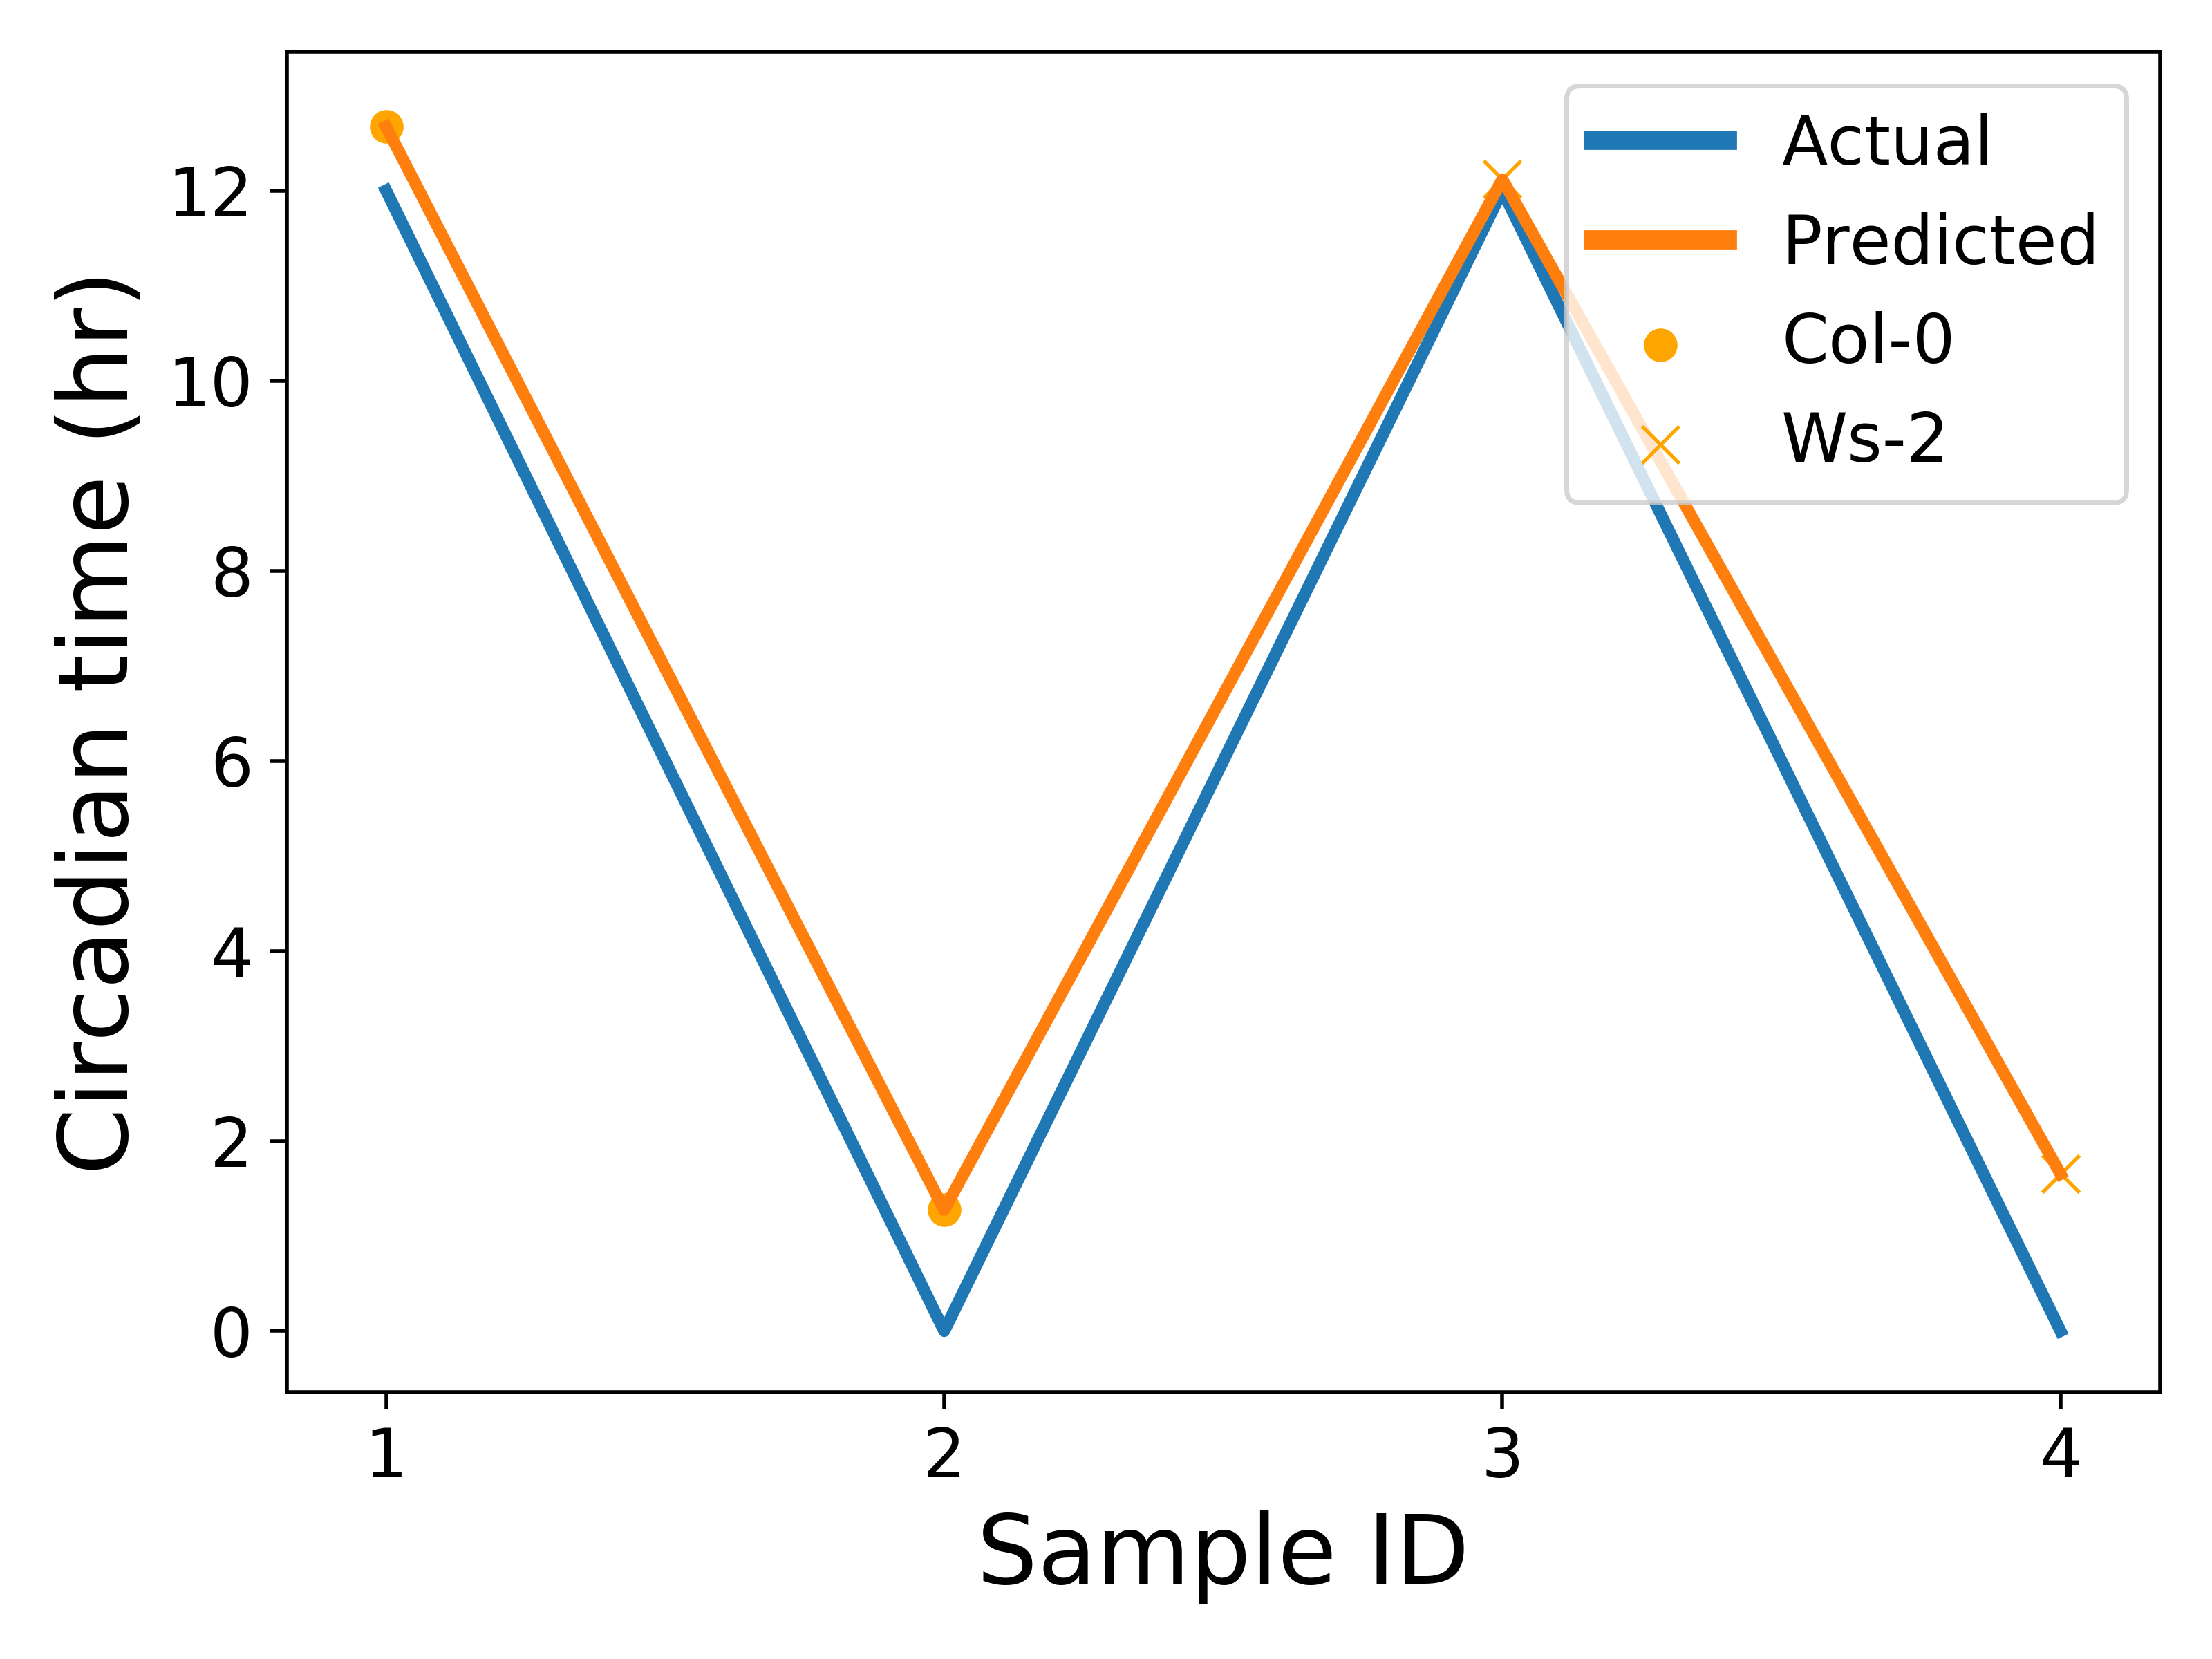 Actual
Predicted
Col-0
Ws-2
Circadian time (hr)
12
10
8
6
4
2
0
1 2 3 4
Sample ID